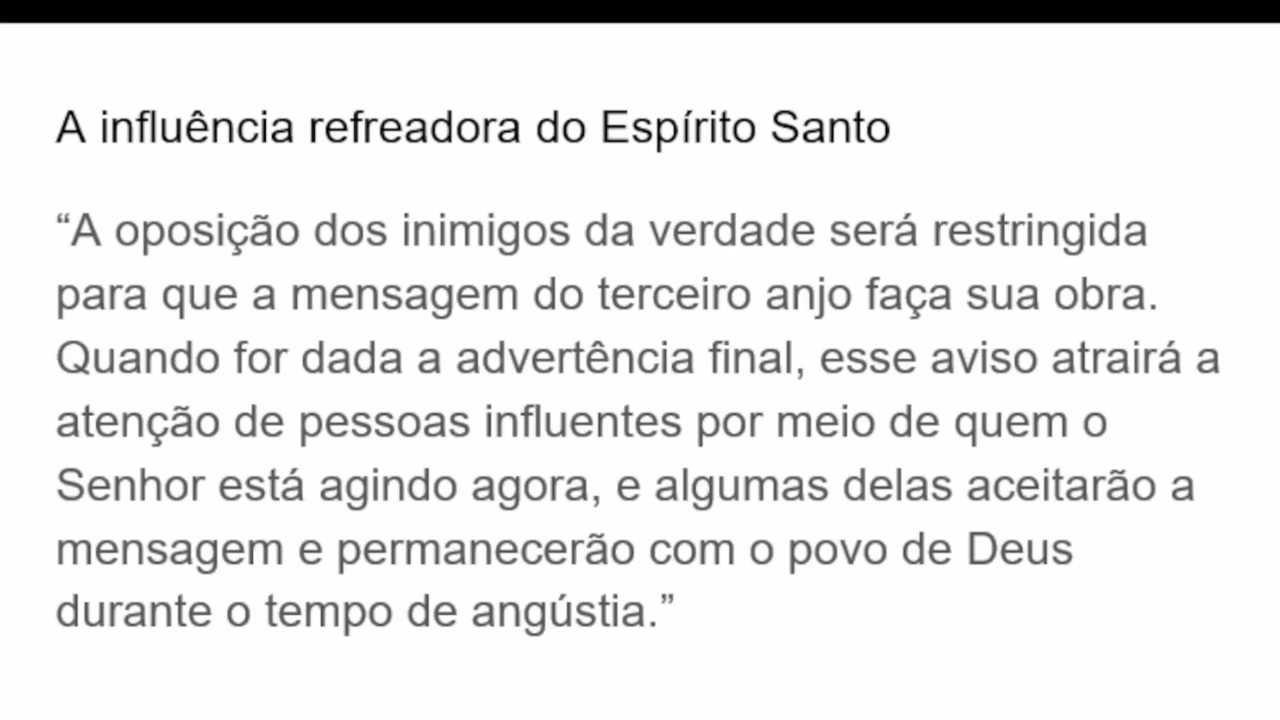 A influência refreadora do Espírito Santo
“A oposição dos inimigos da verdade será restringida
para que a mensagem do terceiro anjo faça sua obra.
Quando for dada a advertência final, esse aviso atrairá a
atenção de pessoas influentes por meio de quem o
Senhor está agindo agora, e algumas delas aceitarão a
mensagem e permanecerão com o povo de Deus
durante o tempo de angústia.”